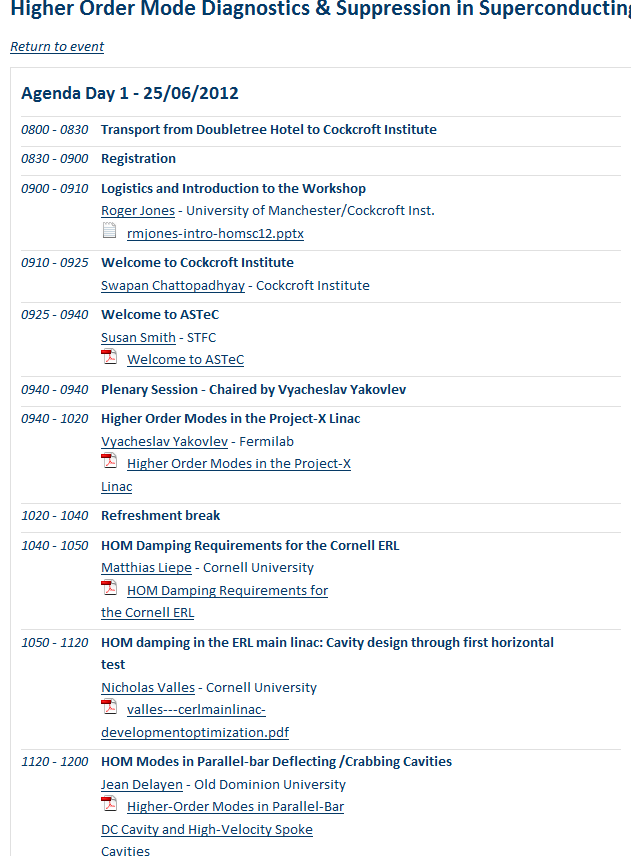 Higher Order Mode Diagnostics & Suppression in Superconducting
Return to event
Agenda Day 1 - 25/06/2012
0800 - 0830 Transport from Doubletree Hotel to Cockcroft Institute
0830 - 0900 Registration
0900 - 0910 Logistics and Introduction to the Workshop
Roger Jones - University of Manchester/Cockcroft Inst.
rmjones-intro-homsc12.pptx
0910 - 0925 Welcome to Cockcroft Institute
Swapan Chattopadhyay - Cockcroft Institute
0925 - 0940 Welcome to ASTeC
Susan Smith - STFC
Welcome to ASTeC
0940 - 0940 Plenary Session - Chaired by Vyacheslav Yakovlev
0940 - 1020 Higher Order Modes in the Project-X Linac
Vyacheslav Yakovlev - Fermilab
Higher Order Modes in the Project-X
Linac
1020 - 1040 Refreshment break
1040 - 1050 HOM Damping Requirements for the Cornell ERL
Matthias Liepe - Cornell University
HOM Damping Requirements for
the Cornell ERL
1050 - 1120 HOM damping in the ERL main linac: Cavity design through first horizontal
test
Nicholas Valles - Cornell University
valles---cerlmainlinac-
developmentoptimization.pdf
1120 - 1200 HOM Modes in Parallel-bar Deflecting /Crabbing Cavities
Jean Delayen - Old Dominion University
Higher-Order Modes in Parallel-Bar
DC Cavity and High-Velocity Spoke
Cavities